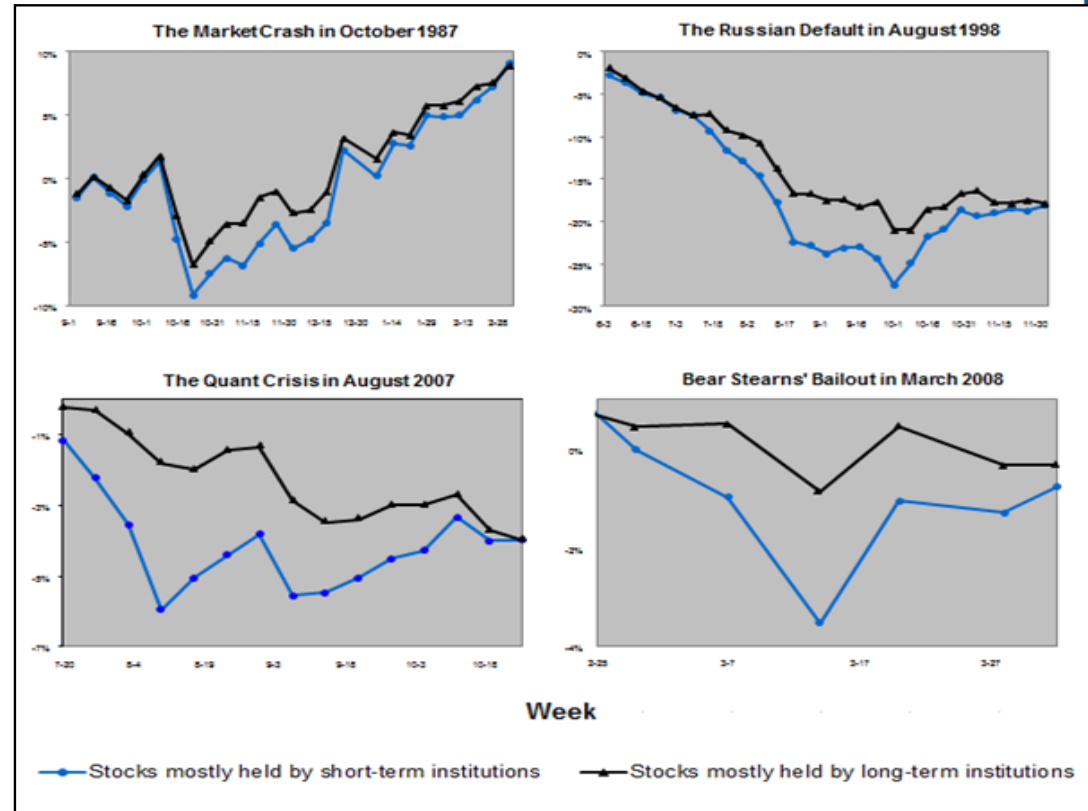 The Market Crash in October 1987
10%
5%
0%
-5%
-10%
9-1 9-16 10-1 10-16 10-31 11-15 11-30 12-15 12-30 1-14 1-29 2-13 2-28
The Russian Default in August 1998
0%
-5%
-10%
-15%
-20%
-25%
-30%
6-3 6-18 7-3 7-18 8-2 8-17 9-1 9-16 10-1 10-16 10-31 11-15 11-30
The Quant Crisis in August 2007
-1%
-3%
-5%
-7%
7-20 8-4 8-19 9-3 9-18 10-3 10-18
Bear Stearns' Bailout in March 2008
0%
-2%
-4%
3-7 3-17 3-27
Week
Stocks mostly held by short-term institutions
Stocks mostly held by long-term institutions